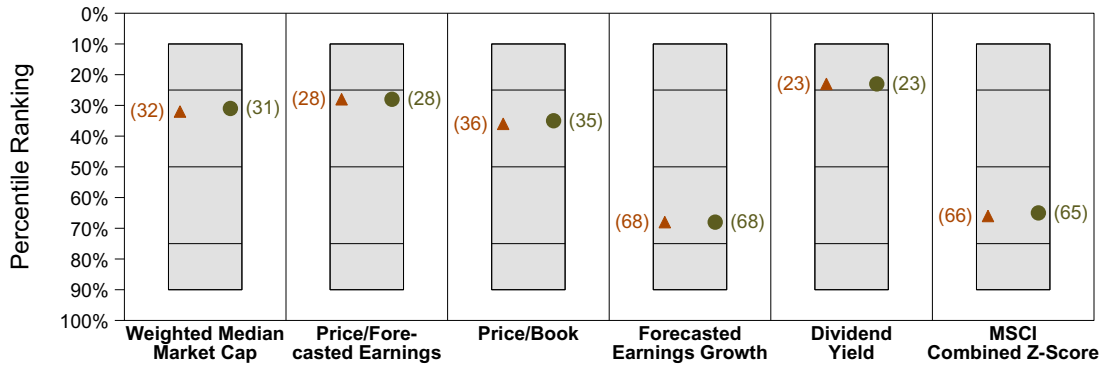 Percentile Ranking
0%
10%
20%
30%
40%
50%
60%
70%
80%
90%
100%
(32)
(31)
(28)
(28)
(36)
(35)
(68)
(68)
(23)
(23)
(66)
(65)
Weighted Median
Market Cap
Price/Fore-
casted Earnings
Price/Book
Forecasted
Earnings Growth
Dividend
Yield
MSCI
Combined Z-Score